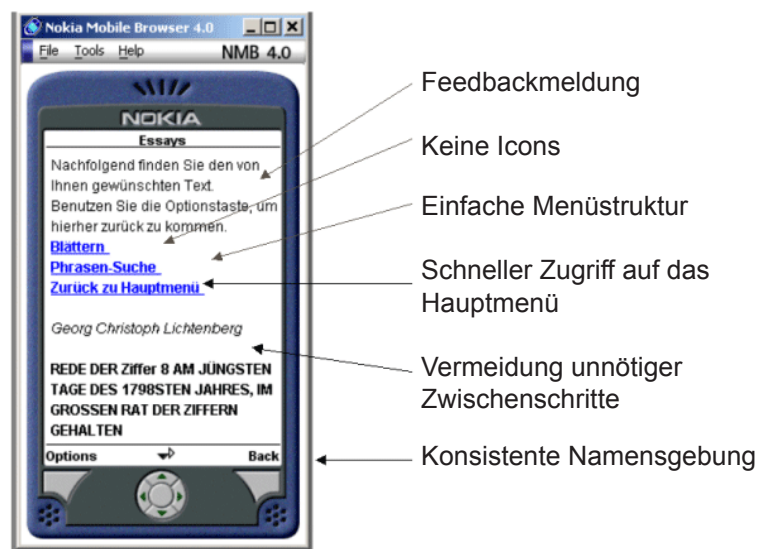 Nokia Mobile Browser 4.0
File Tools Help NMB 4.0
NOKIA
Essays
Nachfolgend finden Sie den von
Ihnen gewünschten Text.
Benutzen Sie die Optionstaste, um
hierher zurück zu kommen.
Blättern
Phrasen-Suche
Zurück zu Hauptmenü
Georg Christoph Lichtenberg
REDE DER Ziffer 8 AM JÜNGSTEN
TAGE DES 1798STEN JAHRES, IM
GROSSEN RAT DER ZIFFERN
GEHALTEN
Options Back
Feedbackmeldung
Keine Icons
Einfache Menüstruktur
Schneller Zugriff auf das
Hauptmenü
Vermeidung unnötiger
Zwischenschritte
Konsistente Namensgebung